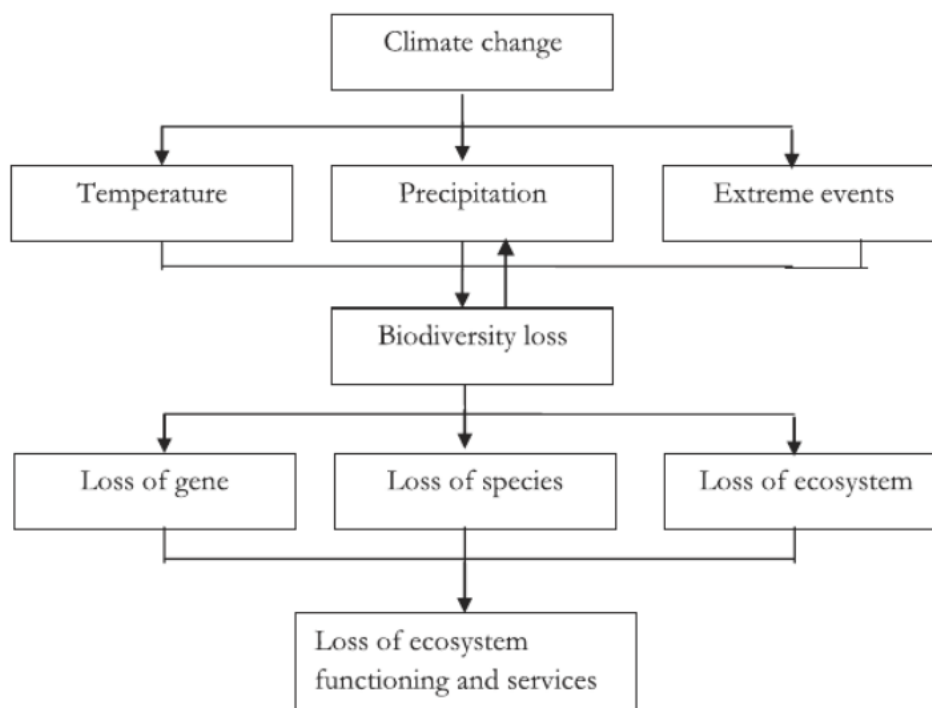 Climate change
Temperature
Precipitation
Extreme events
Biodiversity loss
Loss of gene
Loss of species
Loss of ecosystem
Loss of ecosystem
functioning and services